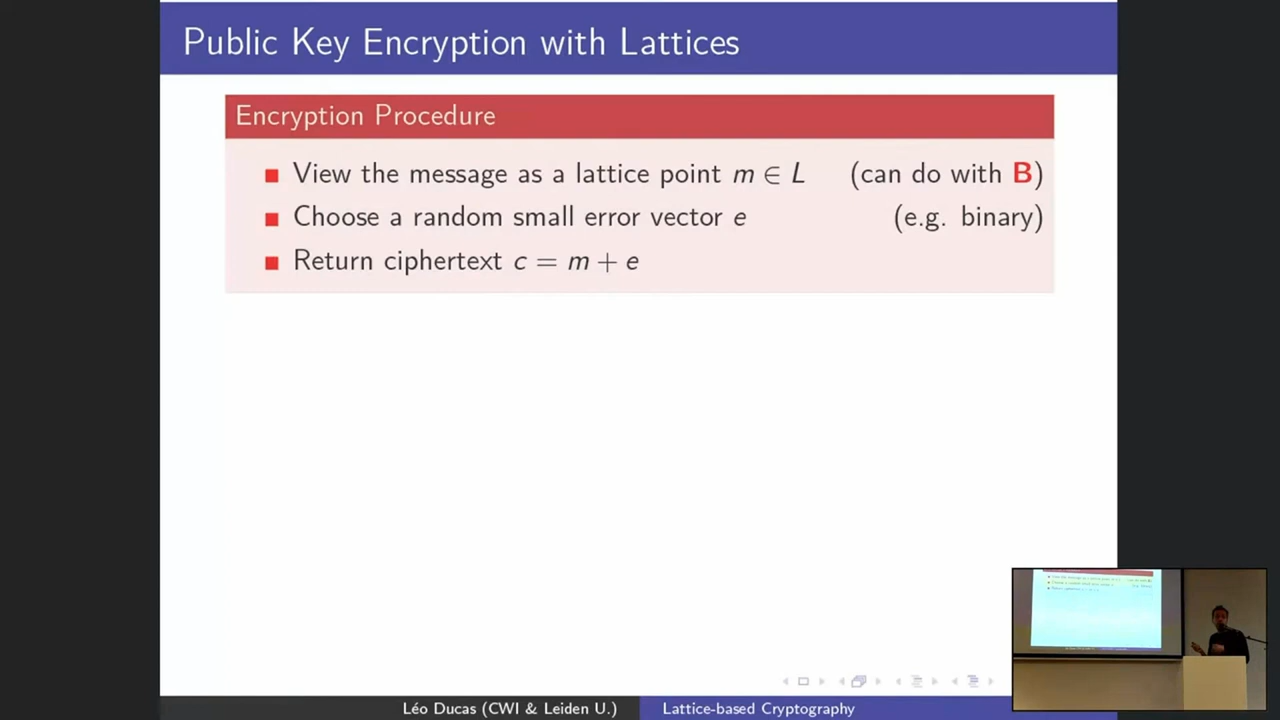 Public Key Encryption with Lattices
Encryption Procedure
View the message as a lattice point m ∈ L (can do with B)
Choose a random small error vector e (e.g. binary)
Return ciphertext c = m + e
Léo Ducas (CWI & Leiden U.) Lattice-based Cryptography